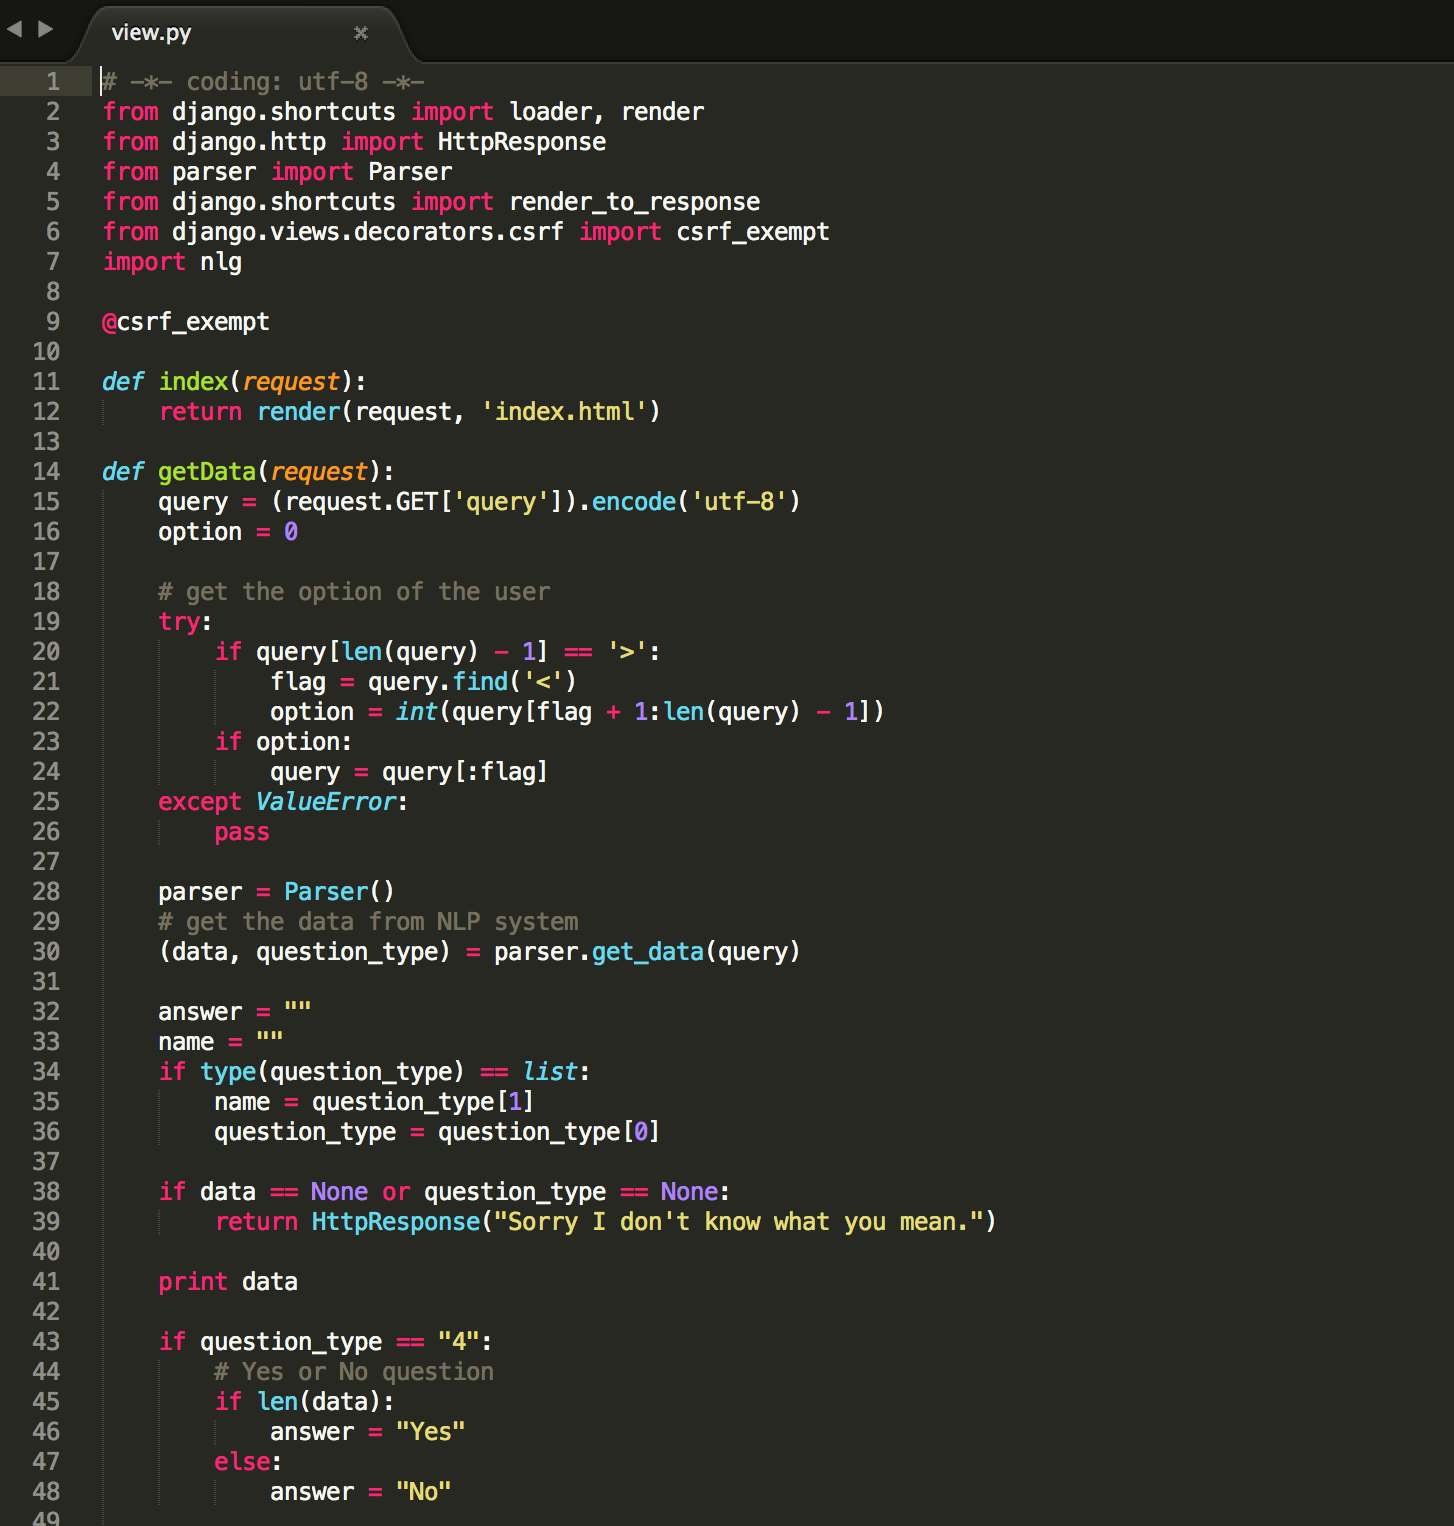 view.py
1 # -*- coding: utf-8 -*-
2 from django.shortcuts import loader, render
3 from django.http import HttpResponse
4 from parser import Parser
5 from django.shortcuts import render_to_response
6 from django.views.decorators.csrf import csrf_exempt
7 import nlg
8
9 @csrf_exempt
10
11 def index(request):
12     return render(request, 'index.html')
13
14 def getData(request):
15     query = (request.GET['query']).encode('utf-8')
16     option = 0
17
18     # get the option of the user
19     try:
20         if query[len(query) - 1] == '>':
21             flag = query.find('<')
22             option = int(query[flag + 1:len(query) - 1])
23         if option:
24             query = query[:flag]
25     except ValueError:
26         pass
27
28     parser = Parser()
29     # get the data from NLP system
30     (data, question_type) = parser.get_data(query)
31
32     answer = ""
33     name = ""
34     if type(question_type) == list:
35         name = question_type[1]
36         question_type = question_type[0]
37
38     if data == None or question_type == None:
39         return HttpResponse("Sorry I don't know what you mean.")
40
41     print data
42
43     if question_type == "4":
44         # Yes or No question
45         if len(data):
46             answer = "Yes"
47         else:
48             answer = "No"
49